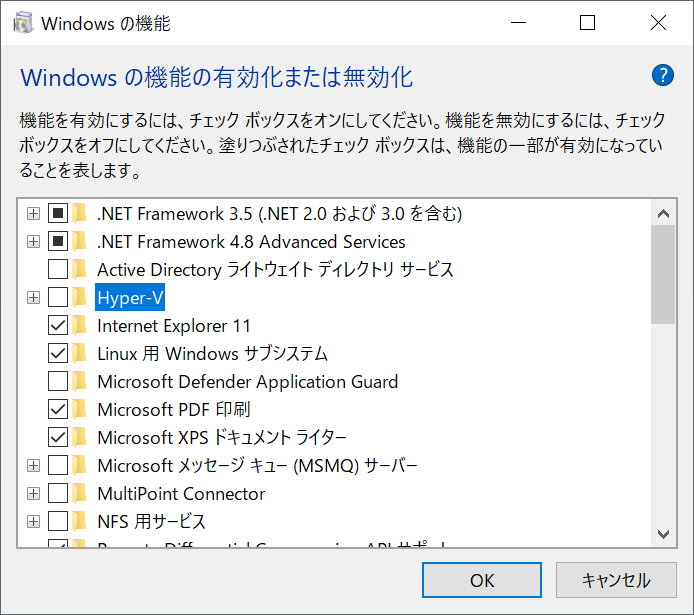 Windows の機能
Windows の機能の有効化または無効化
機能を有効にするには、チェック ボックスをオンにしてください。機能を無効にするには、チェック
ボックスをオフにしてください。塗りつぶされたチェック ボックスは、機能の一部が有効になってい
ることを表します。
.NET Framework 3.5 (.NET 2.0 および 3.0 を含む)
.NET Framework 4.8 Advanced Services
Active Directory ライトウェイト ディレクトリ サービス
Hyper-V
Internet Explorer 11
Linux 用 Windows サブシステム
Microsoft Defender Application Guard
Microsoft PDF 印刷
Microsoft XPS ドキュメント ライター
Microsoft メッセージ キュー (MSMQ) サーバー
MultiPoint Connector
NFS 用サービス
Remote Differential Compression API サポート
OK
キャンセル